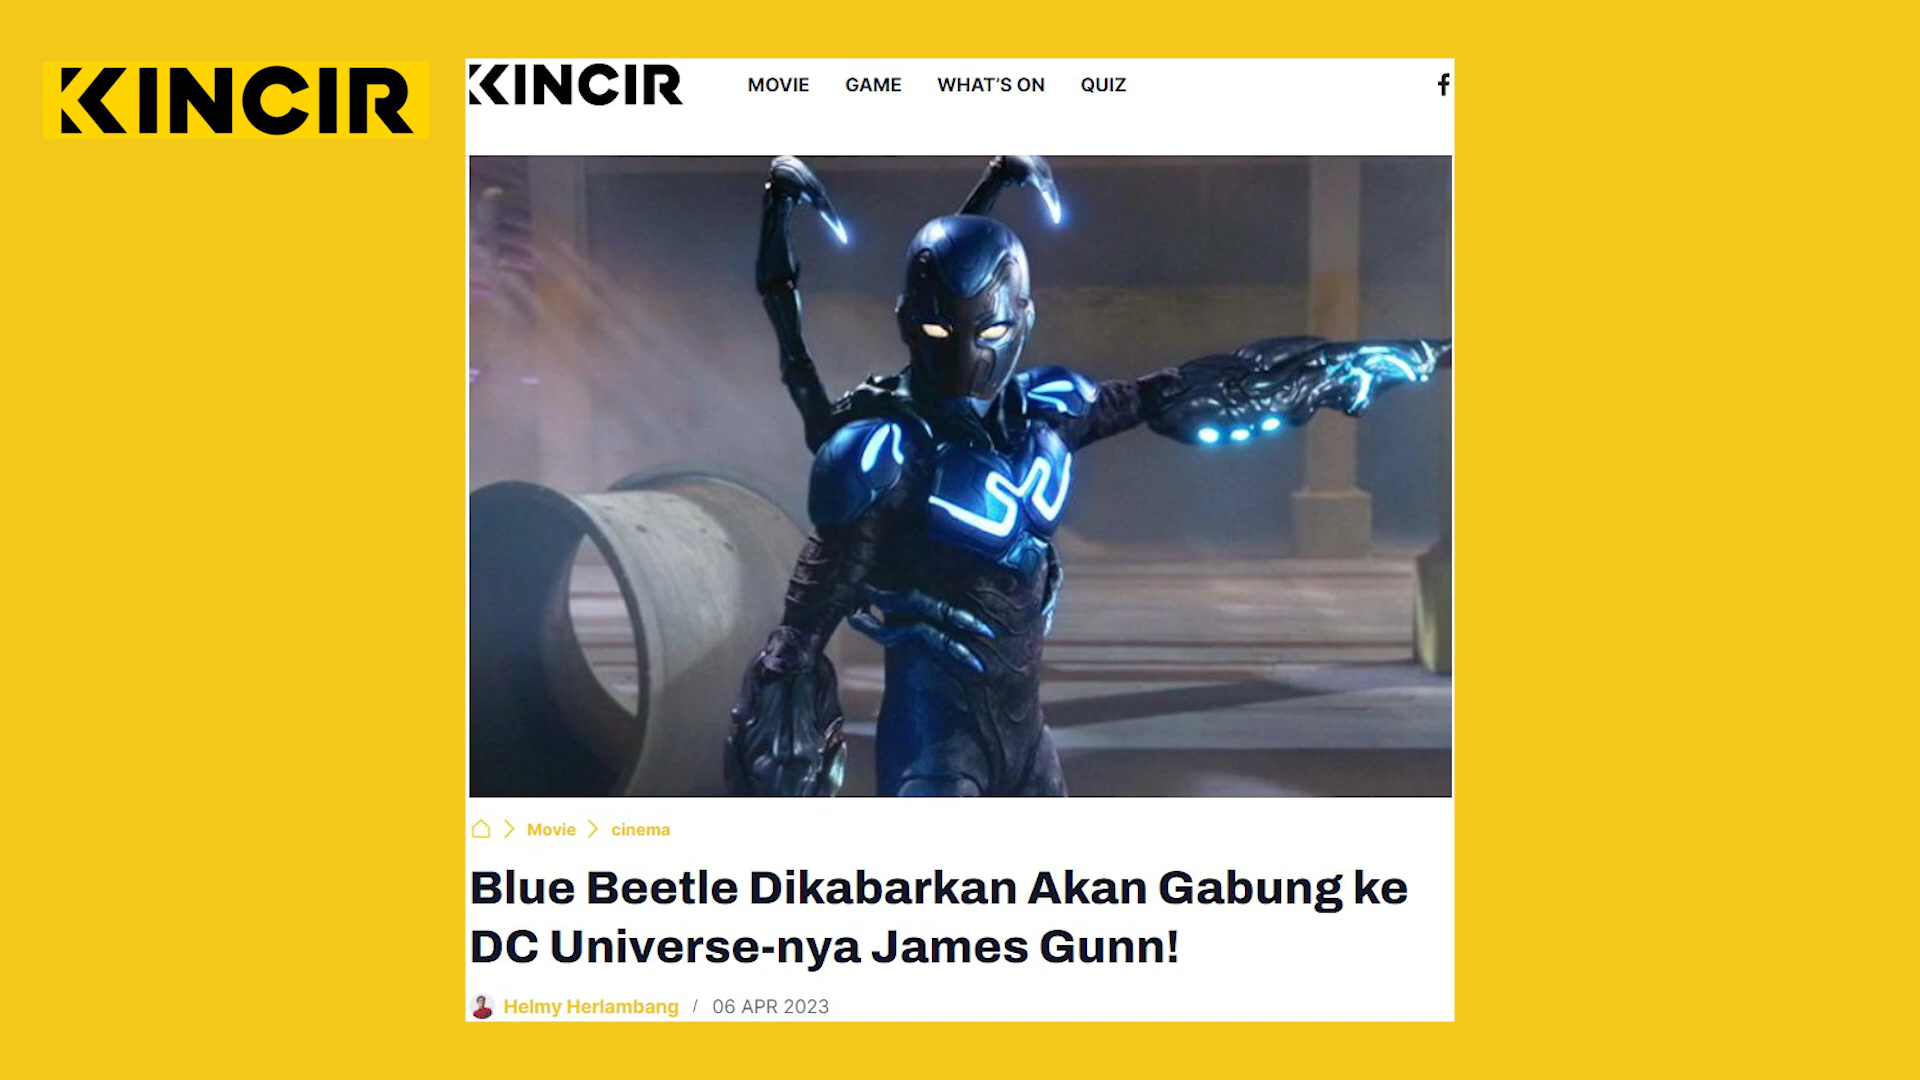 KINCIR
KINCIR
MOVIE GAME WHAT'S ON QUIZ
Movie cinema
Blue Beetle Dikabarkan Akan Gabung ke
DC Universe-nya James Gunn!
Helmy Herlambang / 06 APR 2023